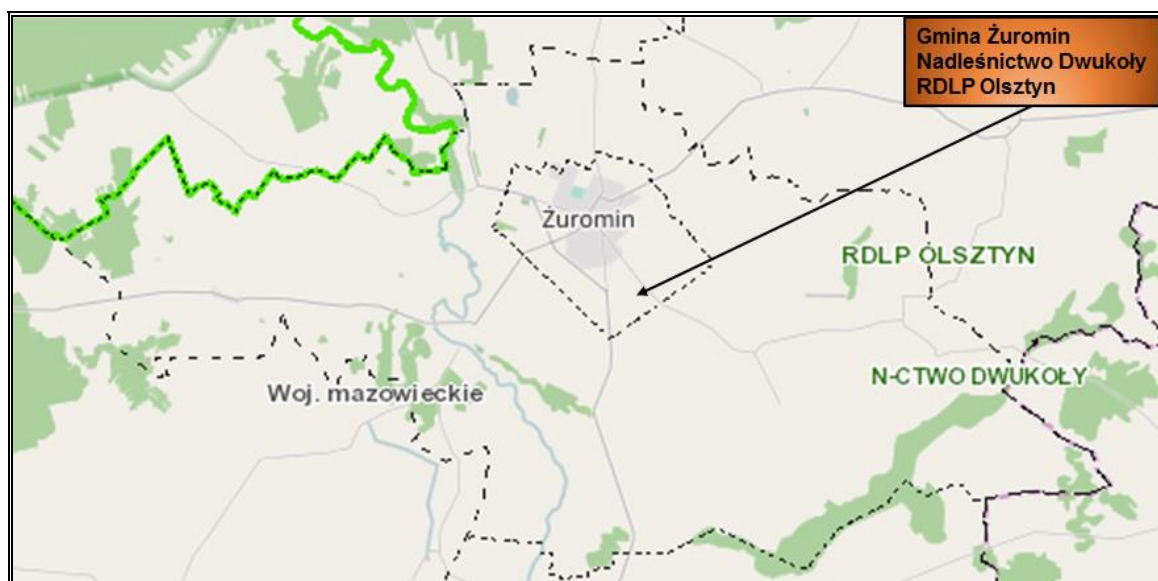 Gmina Żuromin
Nadleśnictwo Dwukoły
RDLP Olsztyn
Żuromin
RDLP OLSZTYN
N-CTWO DWUKOŁY
Woj. mazowieckie